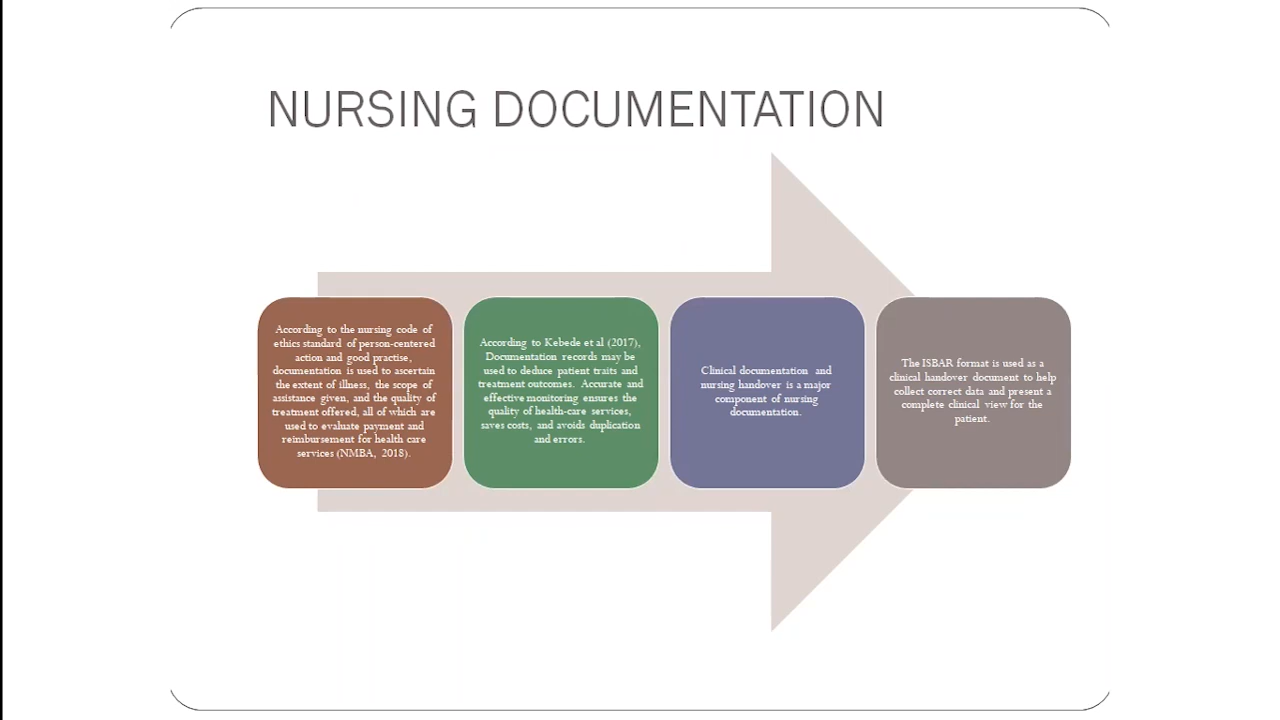 NURSING DOCUMENTATION
According to the nursing code of
ethics standard of person-centered
action and good practise,
documentation is used to ascertain
the extent of illness, the scope of
assistance given, and the quality of
treatment offered, all of which are
used to evaluate payment and
reimbursement for health care
services (NMBA, 2018).
According to Kebede et al (2017),
Documentation records may be
used to deduce patient traits and
treatment outcomes. Accurate and
effective monitoring ensures the
quality of health-care services,
saves costs, and avoids duplication
and errors.
Clinical documentation and
nursing handover is a major
component of nursing
documentation.
The ISBAR format is used as a
clinical handover document to help
collect correct data and present a
complete clinical view for the
patient.